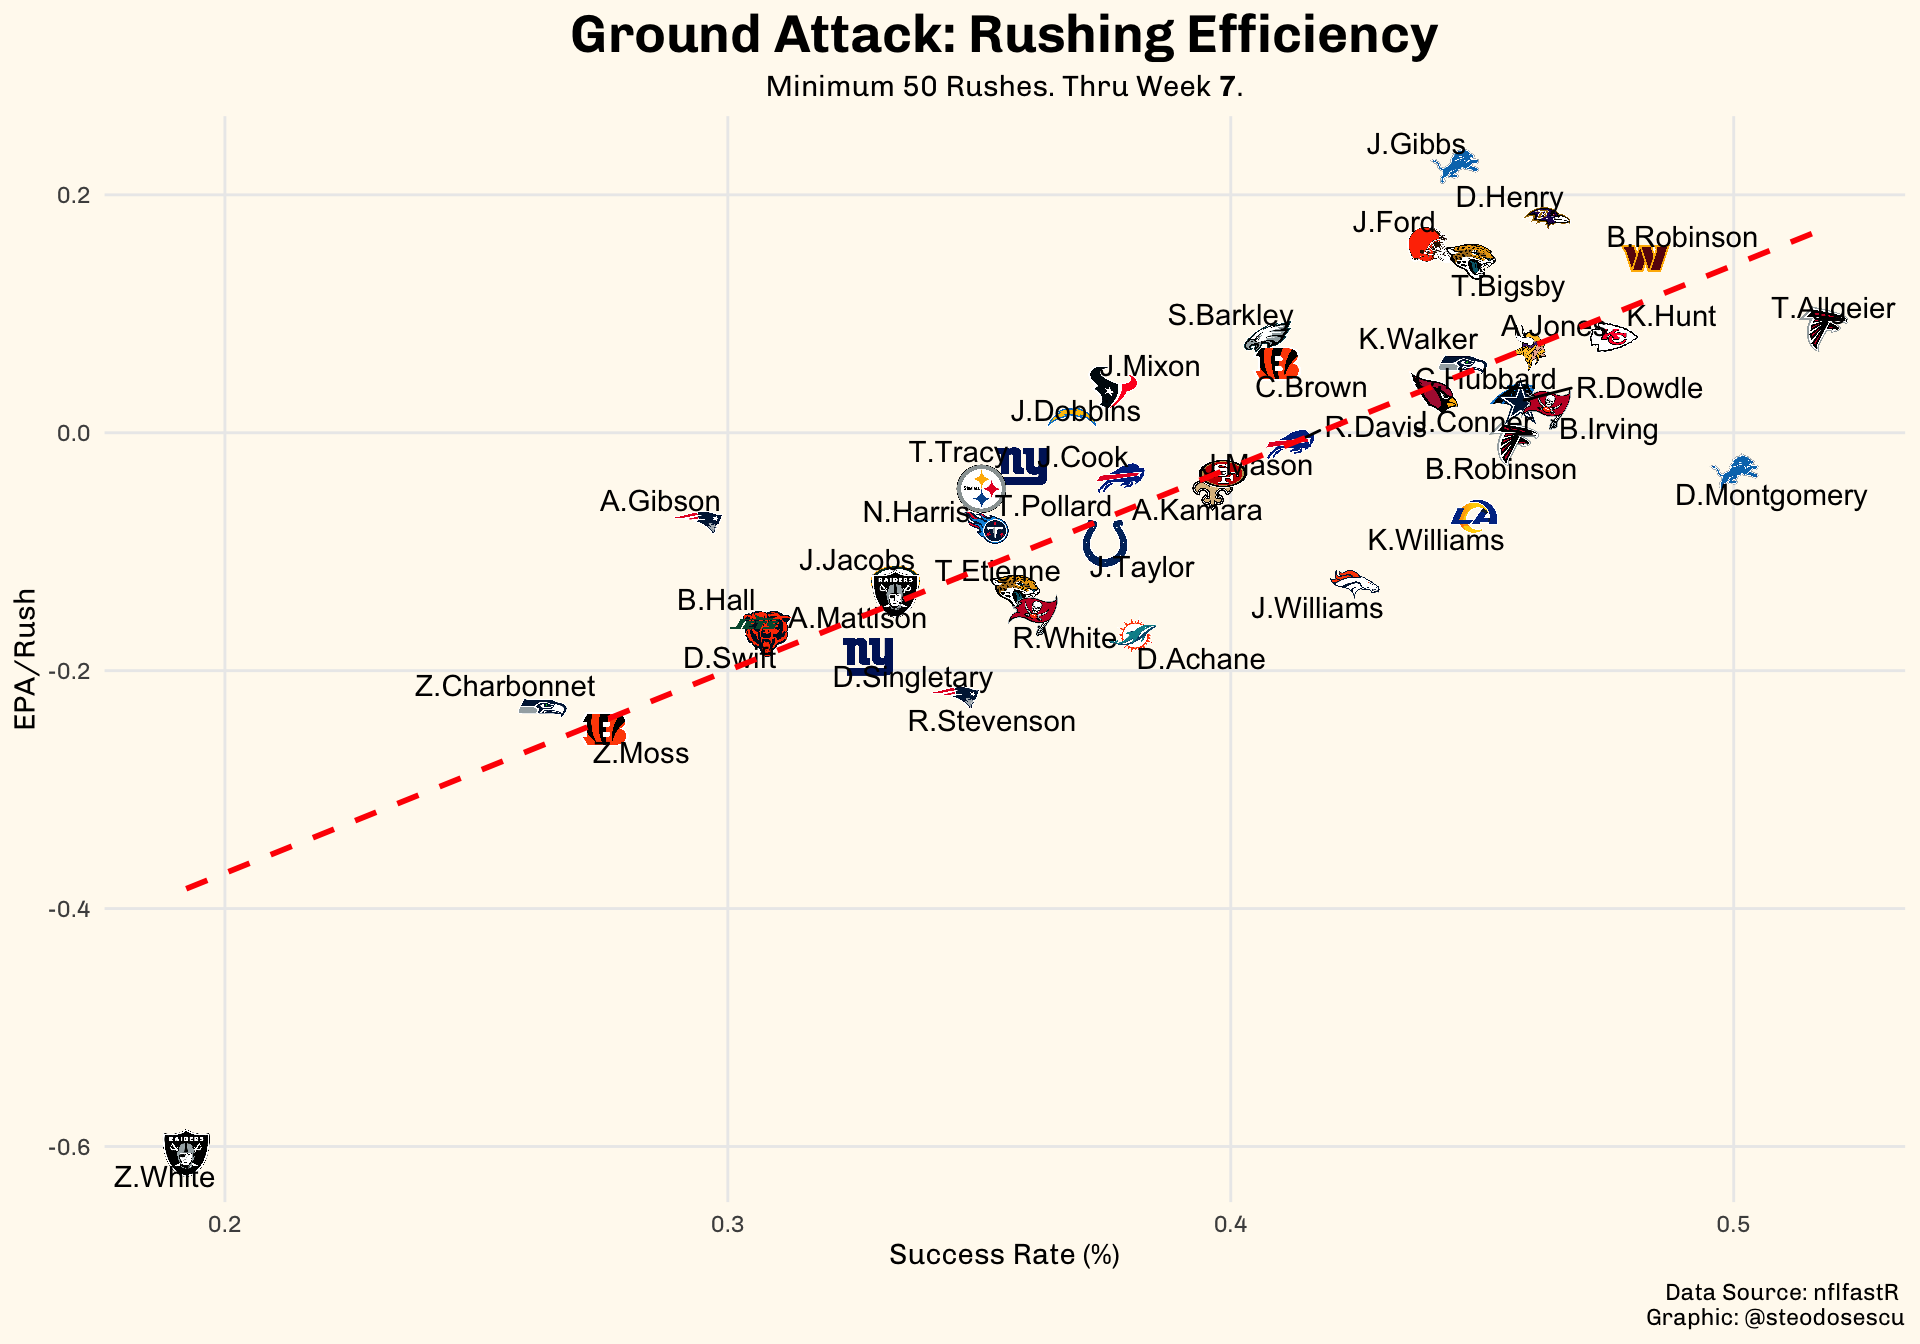 Ground Attack: Rushing Efficiency
Minimum 50 Rushes. Thru Week 7.
J.Gibbs
D.Henry
J.Ford
B.Robinson
T.Bigsby
T.Allgeier
S.Barkley
K.Hunt
A.Jones
K.Walker
J.Mixon
C.Hubbard
C.Brown
R.Dowdle
J.Dobbins
J.Conner
R.Davis
B.Irving
T.Tracy
J.Cook
J.Mason
B.Robinson
D.Montgomery
A.Gibson
N.Harris
T.Pollard
A.Kamara
K.Williams
J.Jacobs
T.Etienne
J.Taylor
B.Hall
A.Mattison
J.Williams
R.White
D.Swift
D.Achane
D.Singletary
Z.Charbonnet
R.Stevenson
Z.Moss
Z.White
RAIDERS
RAIDERS
ny
ny
W
0.2
0.0
-0.2
-0.4
-0.6
EPA/Rush
0.2
0.3
0.4
0.5
Success Rate (%)
Data Source: nflfastR
Graphic: @steodosescu